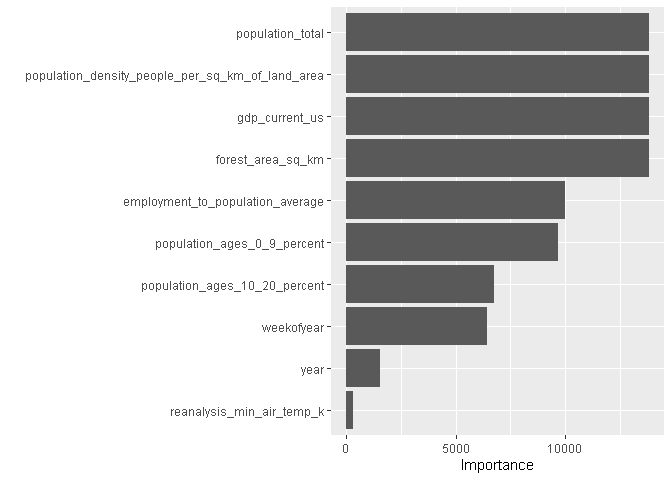 population_total
population_density_people_per_sq_km_of_land_area
gdp_current_us
forest_area_sq_km
employment_to_population_average
population_ages_0_9_percent
population_ages_10_20_percent
weekofyear
year
reanalysis_min_air_temp_k
0 5000 10000
Importance